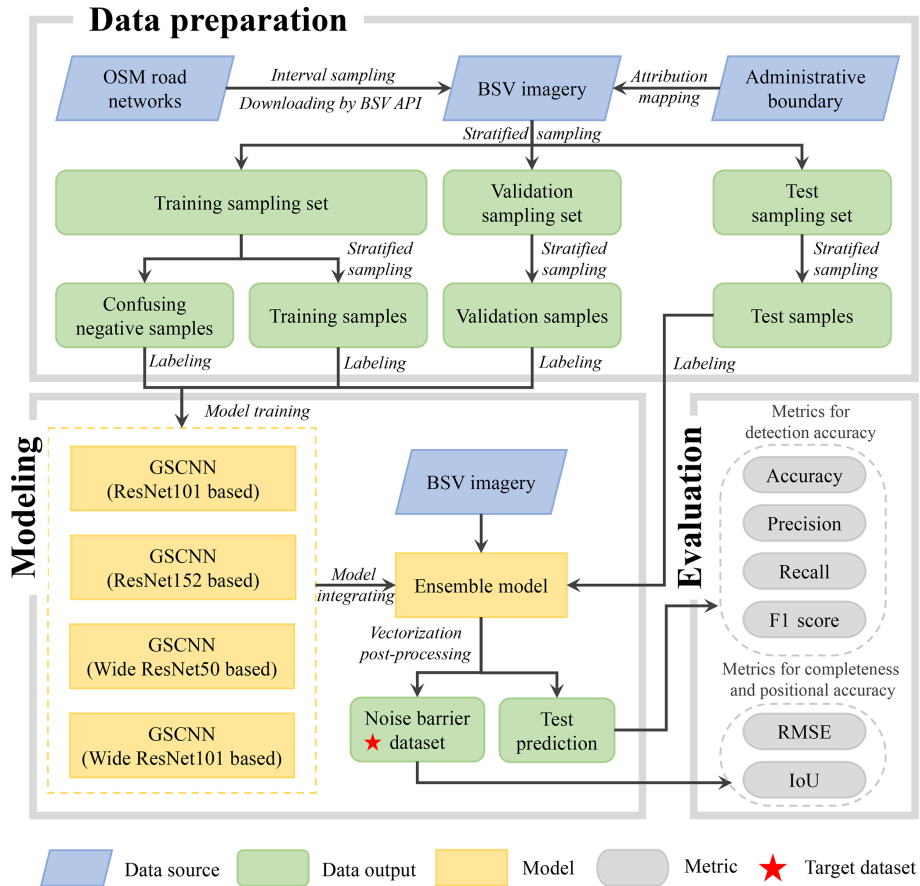 Data preparation
OSM road
networks
Interval sampling
Downloading by BSV API
BSV imagery
Attribution
mapping
Administrative
boundary
Stratified sampling
Training sampling set
Validation
sampling set
Test
sampling set
Stratified
sampling
Stratified
sampling
Stratified
sampling
Confusing
negative samples
Training samples
Validation samples
Test samples
Labeling
Labeling
Labeling
Labeling
Modeling
Model training
GSCNN
(ResNet101 based)
GSCNN
(ResNet152 based)
GSCNN
(Wide ResNet50 based)
GSCNN
(Wide ResNet101 based)
Model
integrating
BSV imagery
Ensemble model
Vectorization
post-processing
Noise barrier
dataset
Test
prediction
Evaluation
Metrics for
detection accuracy
Accuracy
Precision
Recall
F1 score
Metrics for completeness
and positional accuracy
RMSE
IoU
Data source
Data output
Model
Metric
Target dataset